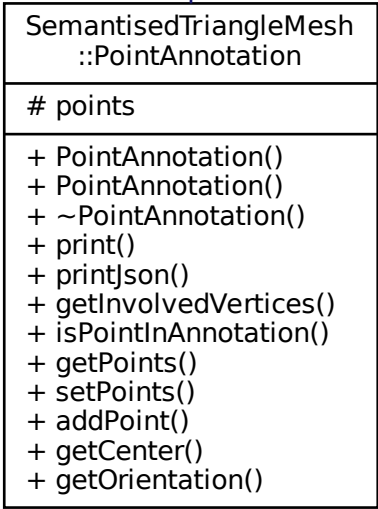 SemantisedTriangleMesh
::PointAnnotation
# points
+ PointAnnotation()
+ PointAnnotation()
+ ~PointAnnotation()
+ print()
+ printJson()
+ getInvolvedVertices()
+ isPointInAnnotation()
+ getPoints()
+ setPoints()
+ addPoint()
+ getCenter()
+ getOrientation()